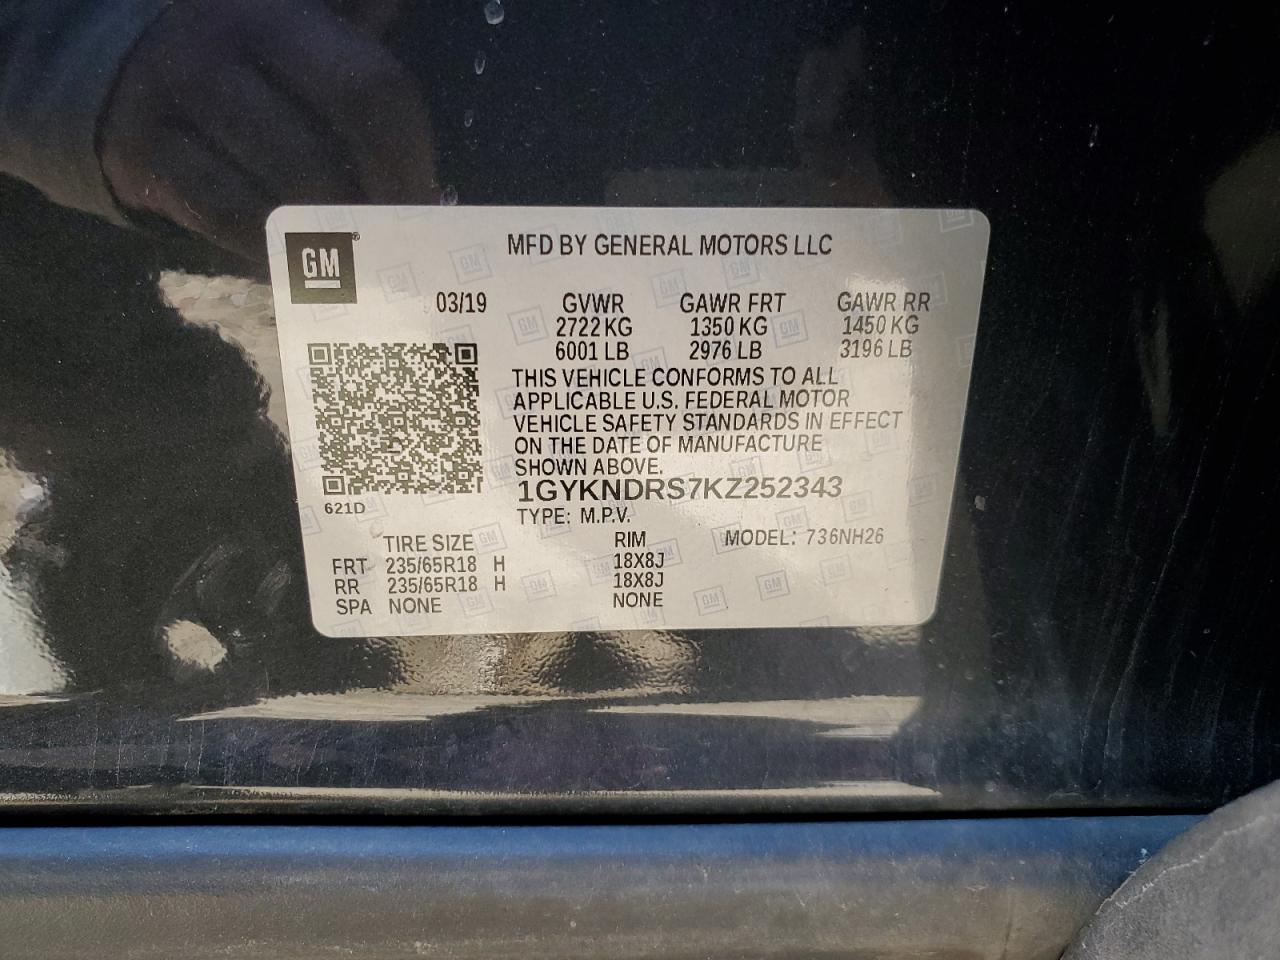 GM®
MFD BY GENERAL MOTORS LLC
03/19 GVWR GAWR FRT GAWR RR
2722 KG 1350 KG 1450 KG
6001 LB 2976 LB 3196 LB
THIS VEHICLE CONFORMS TO ALL
APPLICABLE U.S. FEDERAL MOTOR
VEHICLE SAFETY STANDARDS IN EFFECT
ON THE DATE OF MANUFACTURE
SHOWN ABOVE.
1GYKNDRS7KZ252343
621D
TYPE: M.P.V.
TIRE SIZE RIM MODEL: 736NH26
FRT 235/65R18 H 18X8J
RR 235/65R18 H 18X8J
SPA NONE NONE